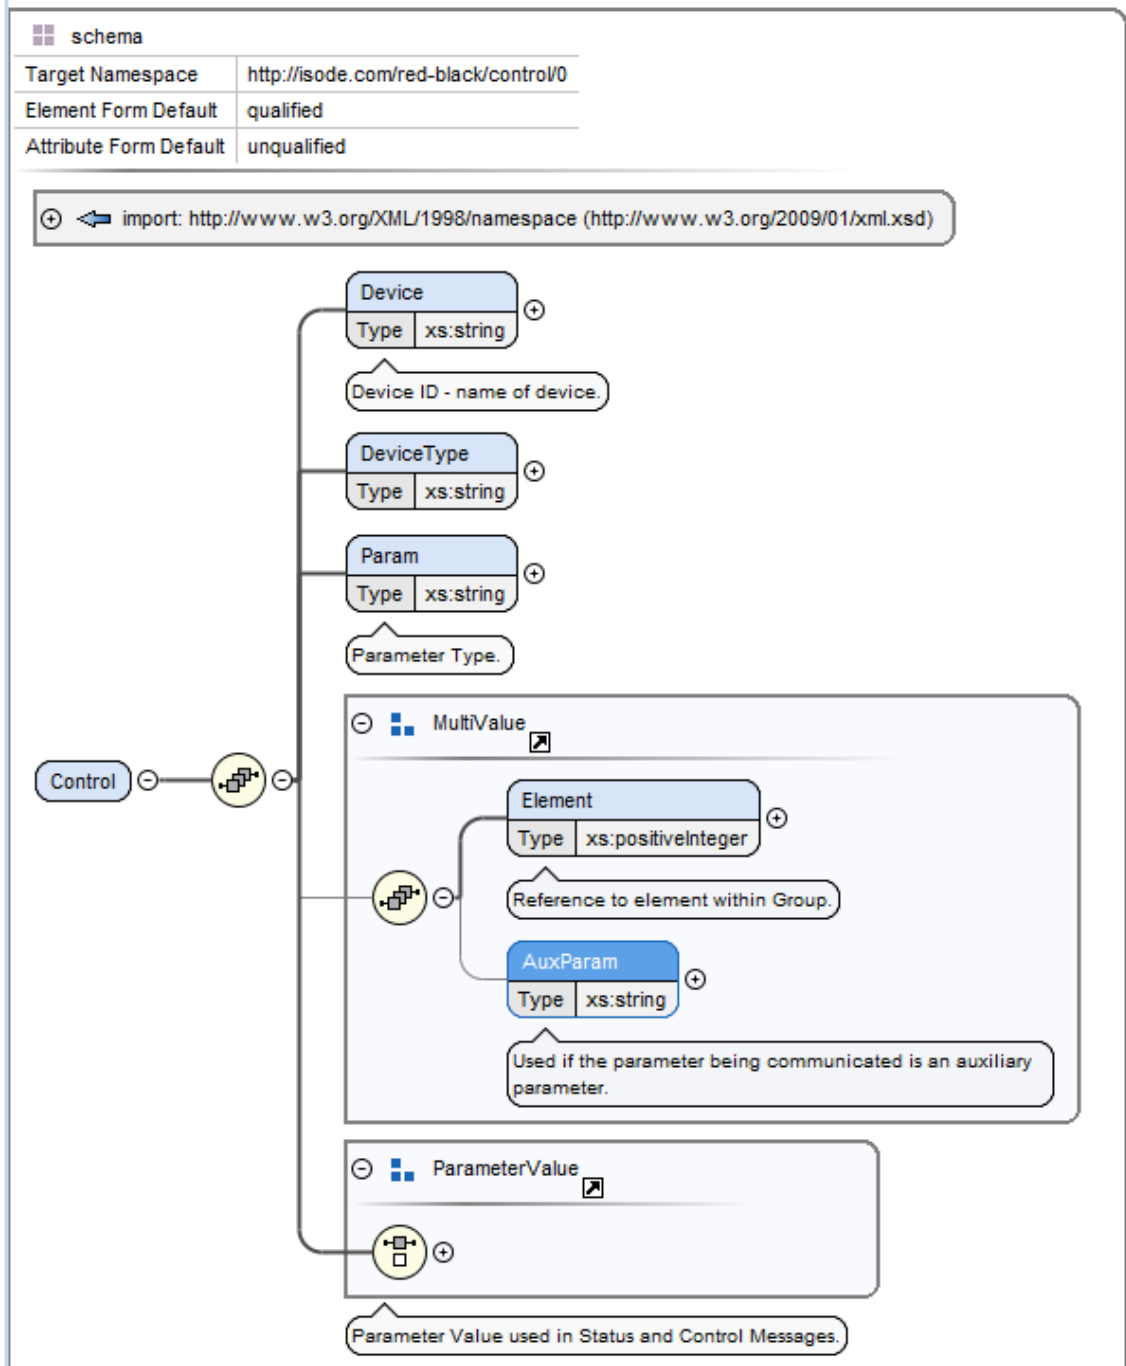 schema
Target Namespace http://isode.com/red-black/control/0
Element Form Default qualified
Attribute Form Default unqualified
import: http://www.w3.org/XML/1998/namespace (http://www.w3.org/2009/01/xml.xsd)
Device
Type xs:string
Device ID - name of device.
DeviceType
Type xs:string
Param
Type xs:string
Parameter Type.
MultiValue
Control
Element
Type xs:positiveInteger
Reference to element within Group.
AuxParam
Type xs:string
Used if the parameter being communicated is an auxiliary
parameter.
ParameterValue
Parameter Value used in Status and Control Messages.